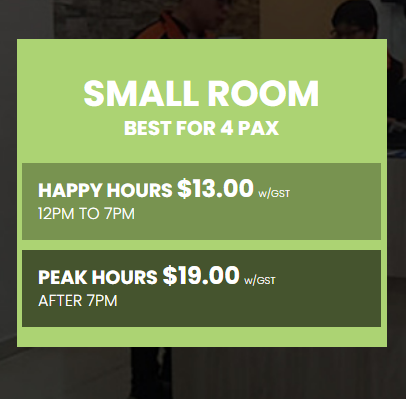 SMALL ROOM
BEST FOR 4 PAX
HAPPY HOURS $13.00 w/GST
12PM TO 7PM
PEAK HOURS $19.00 w/GST
AFTER 7PM